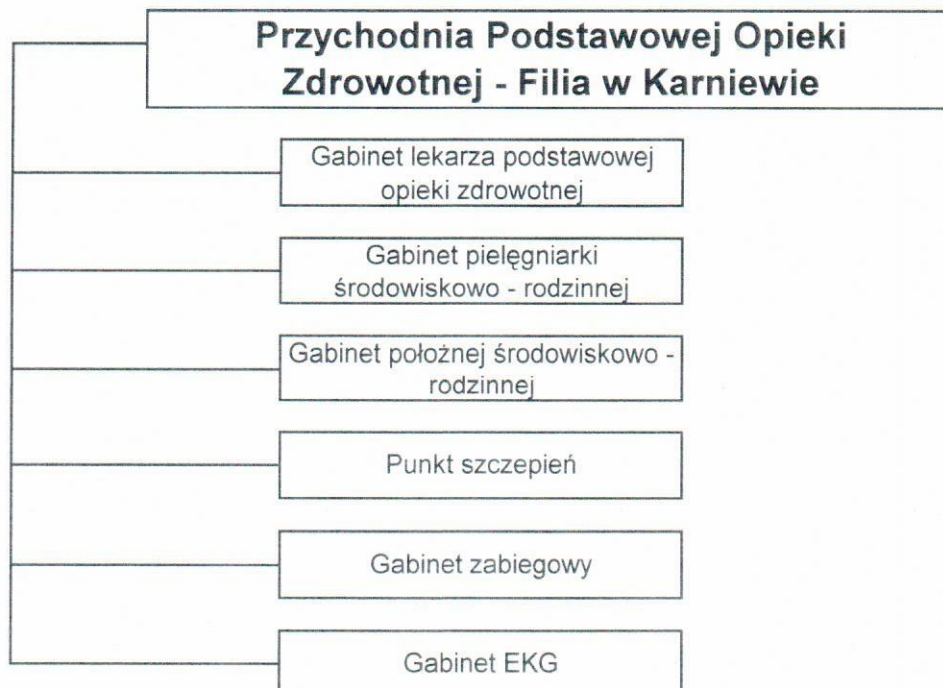 Przychodnia Podstawowej Opieki
Zdrowotnej - Filia w Karniewie
Gabinet lekarza podstawowej
opieki zdrowotnej
Gabinet pielęgniarki
środowiskowo - rodzinnej
Gabinet położnej środowiskowo -
rodzinnej
Punkt szczepień
Gabinet zabiegowy
Gabinet EKG